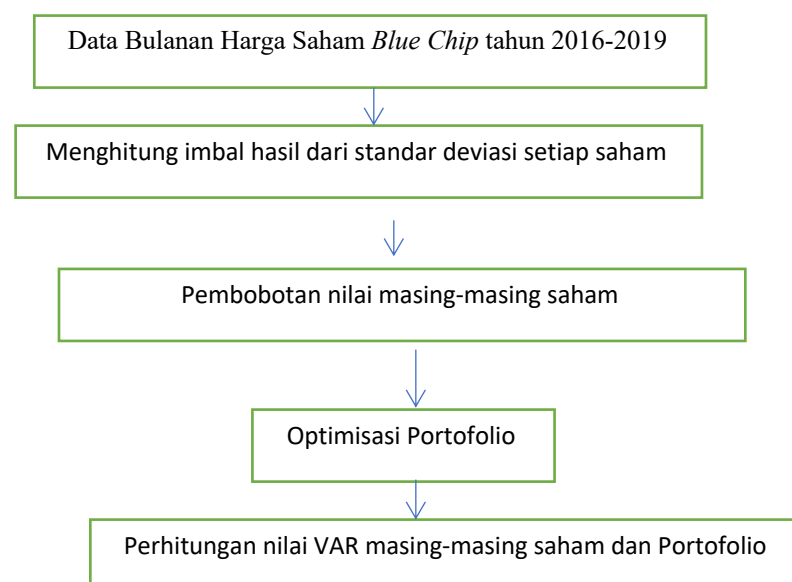 Data Bulanan Harga Saham Blue Chip tahun 2016-2019
Menghitung imbal hasil dari standar deviasi setiap saham
Pembobotan nilai masing-masing saham
Optimisasi Portofolio
Perhitungan nilai VAR masing-masing saham dan Portofolio